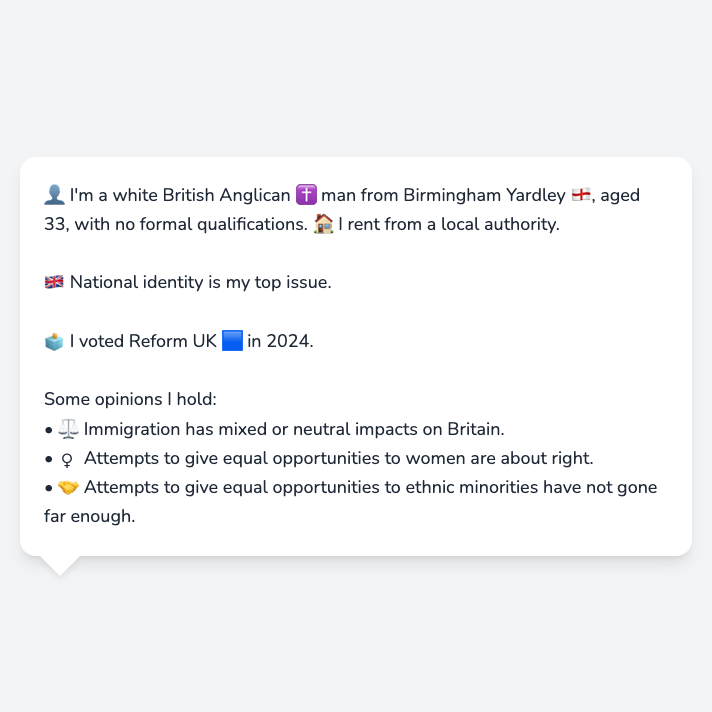 👤 I'm a white British Anglican ✝️ man from Birmingham Yardley 🏴󠁧󠁢󠁥󠁮󠁧󠁿, aged
33, with no formal qualifications. 🏠 I rent from a local authority.
🇬🇧 National identity is my top issue.
🗳️ I voted Reform UK 🟦 in 2024.
Some opinions I hold:
• ⚖️ Immigration has mixed or neutral impacts on Britain.
• ♀ Attempts to give equal opportunities to women are about right.
• 🤝 Attempts to give equal opportunities to ethnic minorities have not gone
far enough.